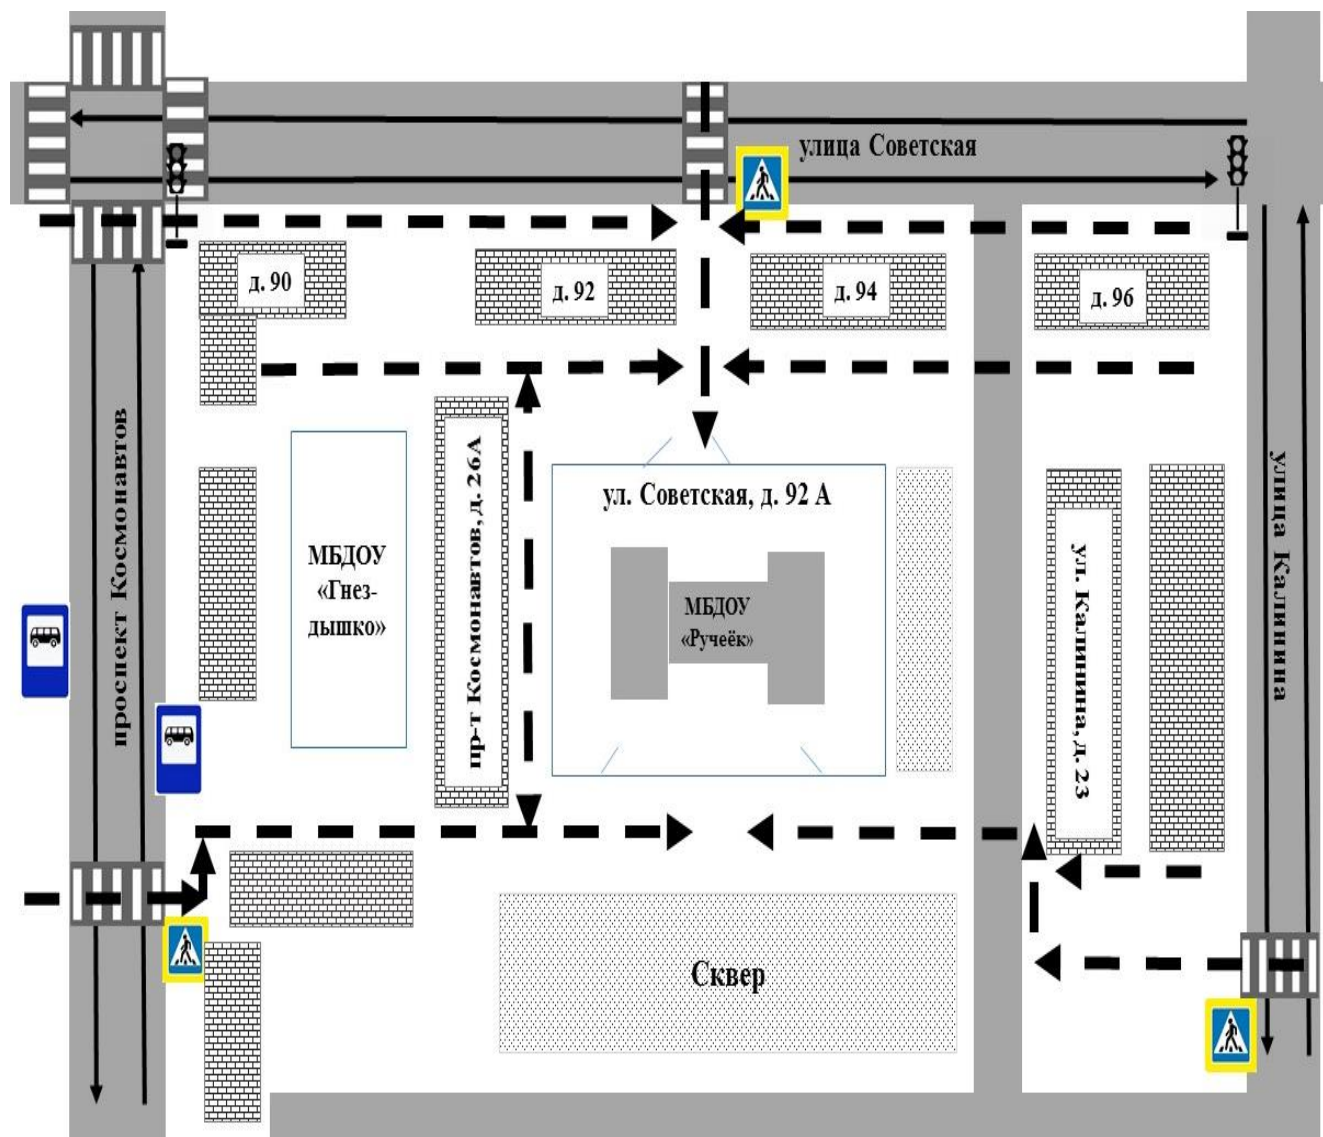 улица Советская
д. 90
д. 92
д. 94
д. 96
проспект Космонавтов
МБДОУ
«Гнез-
дышко»
пр-т Космонавтов, д. 26А
ул. Советская, д. 92 А
МБДОУ
«Ручеёк»
ул. Калинина, д. 23
улица Калинина
Сквер